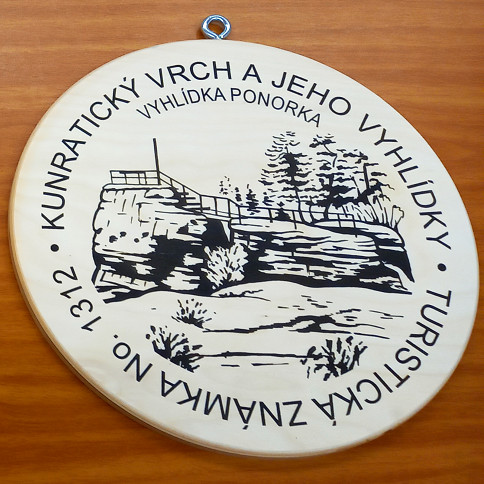 KUNRATICKÝ VRCH A JEHO VYHLÍDKY
VYHLÍDKA PONORKA
• TURISTICKÁ ZNÁMKA No. 1312 •